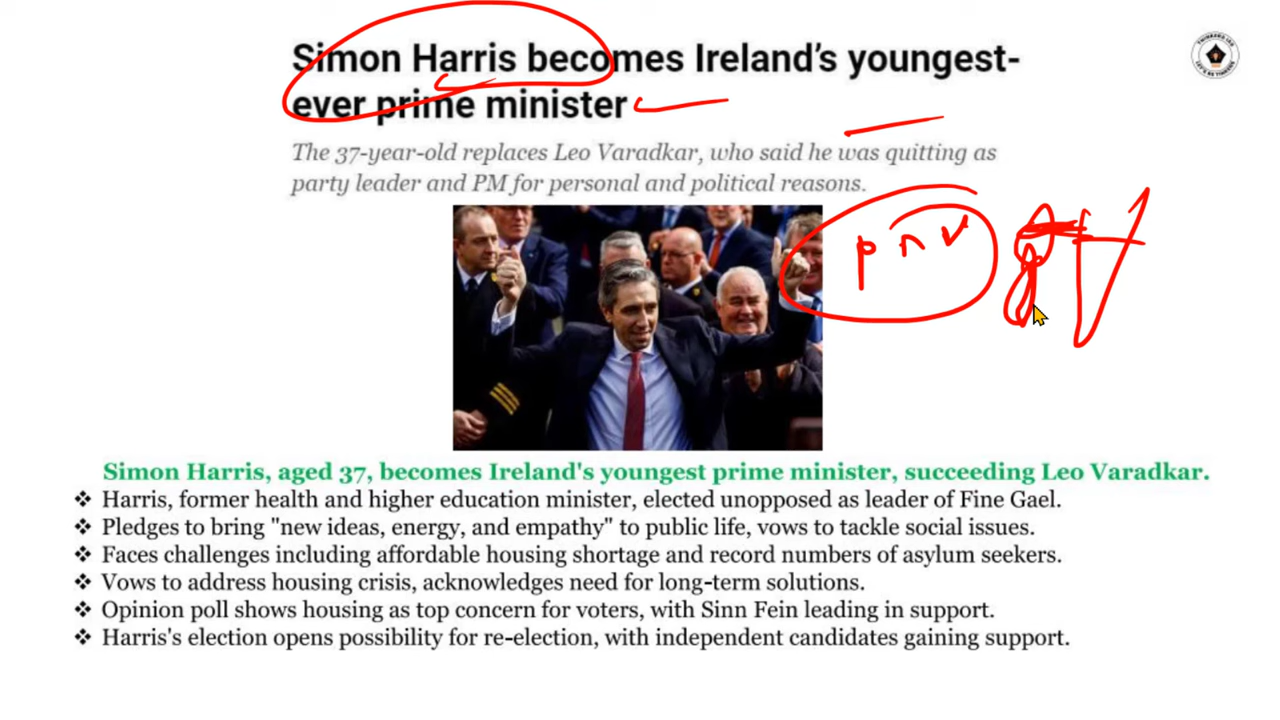 Simon Harris becomes Ireland's youngest-
ever prime minister
The 37-year-old replaces Leo Varadkar, who said he was quitting as
party leader and PM for personal and political reasons.
Simon Harris, aged 37, becomes Ireland's youngest prime minister, succeeding Leo Varadkar.
❖ Harris, former health and higher education minister, elected unopposed as leader of Fine Gael.
❖ Pledges to bring "new ideas, energy, and empathy" to public life, vows to tackle social issues.
❖ Faces challenges including affordable housing shortage and record numbers of asylum seekers.
❖ Vows to address housing crisis, acknowledges need for long-term solutions.
❖ Opinion poll shows housing as top concern for voters, with Sinn Fein leading in support.
❖ Harris's election opens possibility for re-election, with independent candidates gaining support.